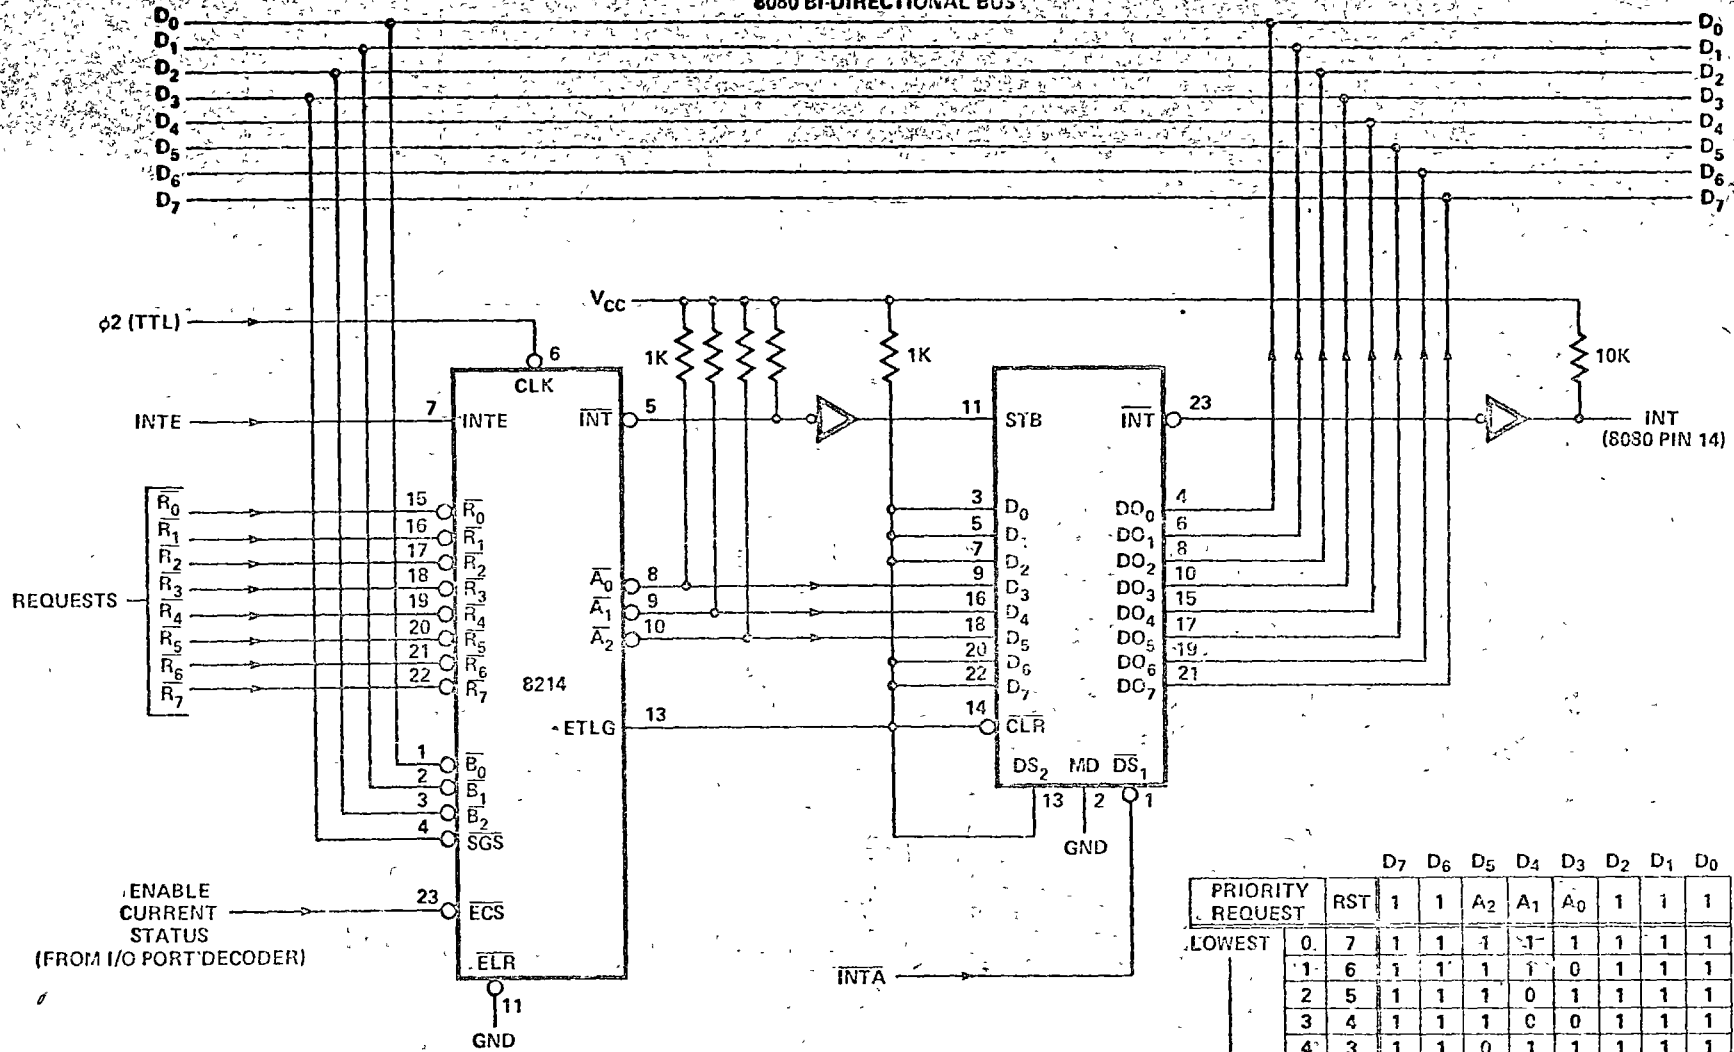 8080 BI-DIRECTIONAL BUS
D0 D0
D1 D1
D2 D2
D3 D3
D4 D4
D5 D5
D6 D6
D7 D7
VCC
φ2 (TTL)
6
CLK
1K
1K
10K
INTE
7
INTE
INT
5
11
STB
INT
23
INT
(8080 PIN 14)
REQUESTS
R0 15 R0
R1 16 R1
R2 17 R2
R3 18 R3
R4 19 R4
R5 20 R5
R6 21 R6
R7 22 R7
8214
A0 8
A1 9
A2 10
ETLG 13
3 D0 DO0 4
5 D1 DO1 6
7 D2 DO2 8
9 D3 DO3 10
16 D4 DO4 15
18 D5 DO5 17
20 D6 DO6 19
22 D7 DO7 21
14 CLR
DS2 MD DS1
13 2 1
GND
1 B0
2 B1
3 B2
4 SGS
ENABLE
CURRENT
STATUS
(FROM I/O PORT DECODER)
23 ECS
ELR
11
GND
INTA
D7 D6 D5 D4 D3 D2 D1 D0
PRIORITY REQUEST RST 1 1 A2 A1 A0 1 1 1
LOWEST 0 7 1 1 1 1 1 1 1 1
1 6 1 1 1 1 0 1 1 1
2 5 1 1 1 0 1 1 1 1
3 4 1 1 1 0 0 1 1 1
4 3 1 1 0 1 1 1 1 1